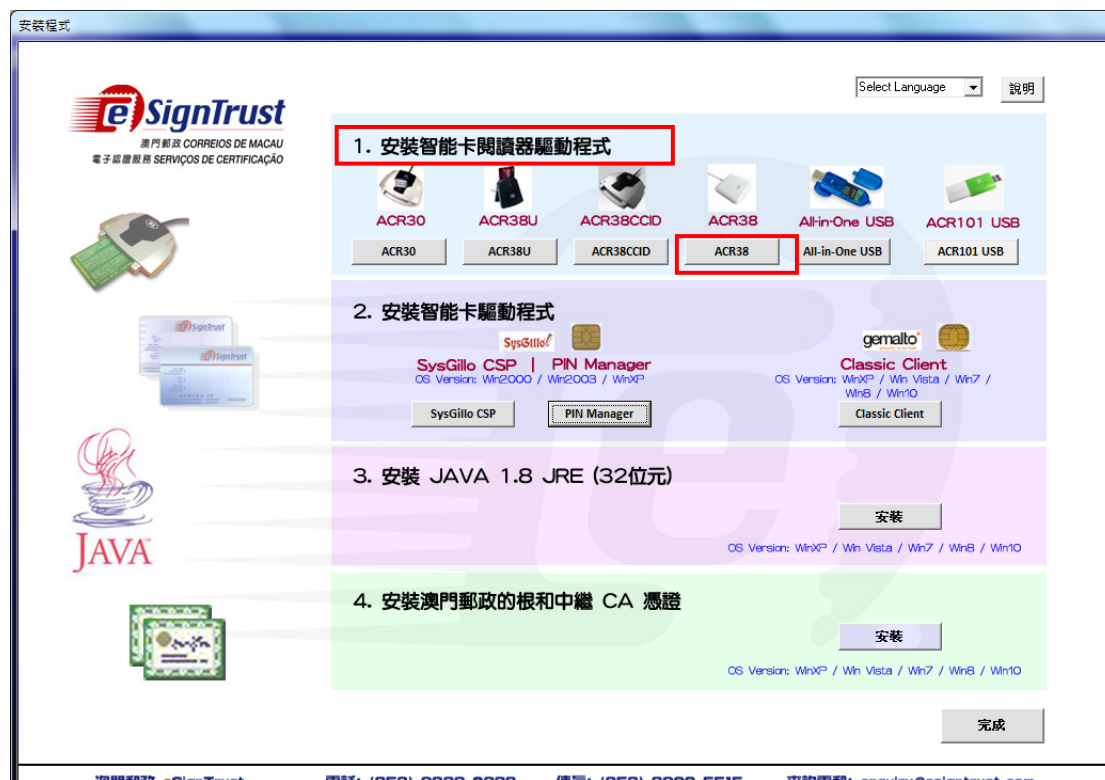 安裝程式
Select Language
說明
eSignTrust
澳門郵政 CORREIOS DE MACAU
電子認證服務 SERVIÇOS DE CERTIFICAÇÃO
1. 安裝智能卡閱讀器驅動程式
ACR30 ACR38U ACR38CCID ACR38 All-in-One USB ACR101 USB
ACR30 ACR38U ACR38CCID ACR38 All-in-One USB ACR101 USB
2. 安裝智能卡驅動程式
SysGillo
gemalto
SysGillo CSP | PIN Manager
OS Version: Win2000 / Win2003 / WinXP
Classic Client
OS Version: WinXP / Win Vista / Win7 /
Win8 / Win10
SysGillo CSP PIN Manager Classic Client
eSignTrust
eSignTrust
3. 安裝 JAVA 1.8 JRE (32位元)
安裝
OS Version: WinXP / Win Vista / Win7 / Win8 / Win10
JAVA
4. 安裝澳門郵政的根和中繼 CA 憑證
安裝
OS Version: WinXP / Win Vista / Win7 / Win8 / Win10
完成